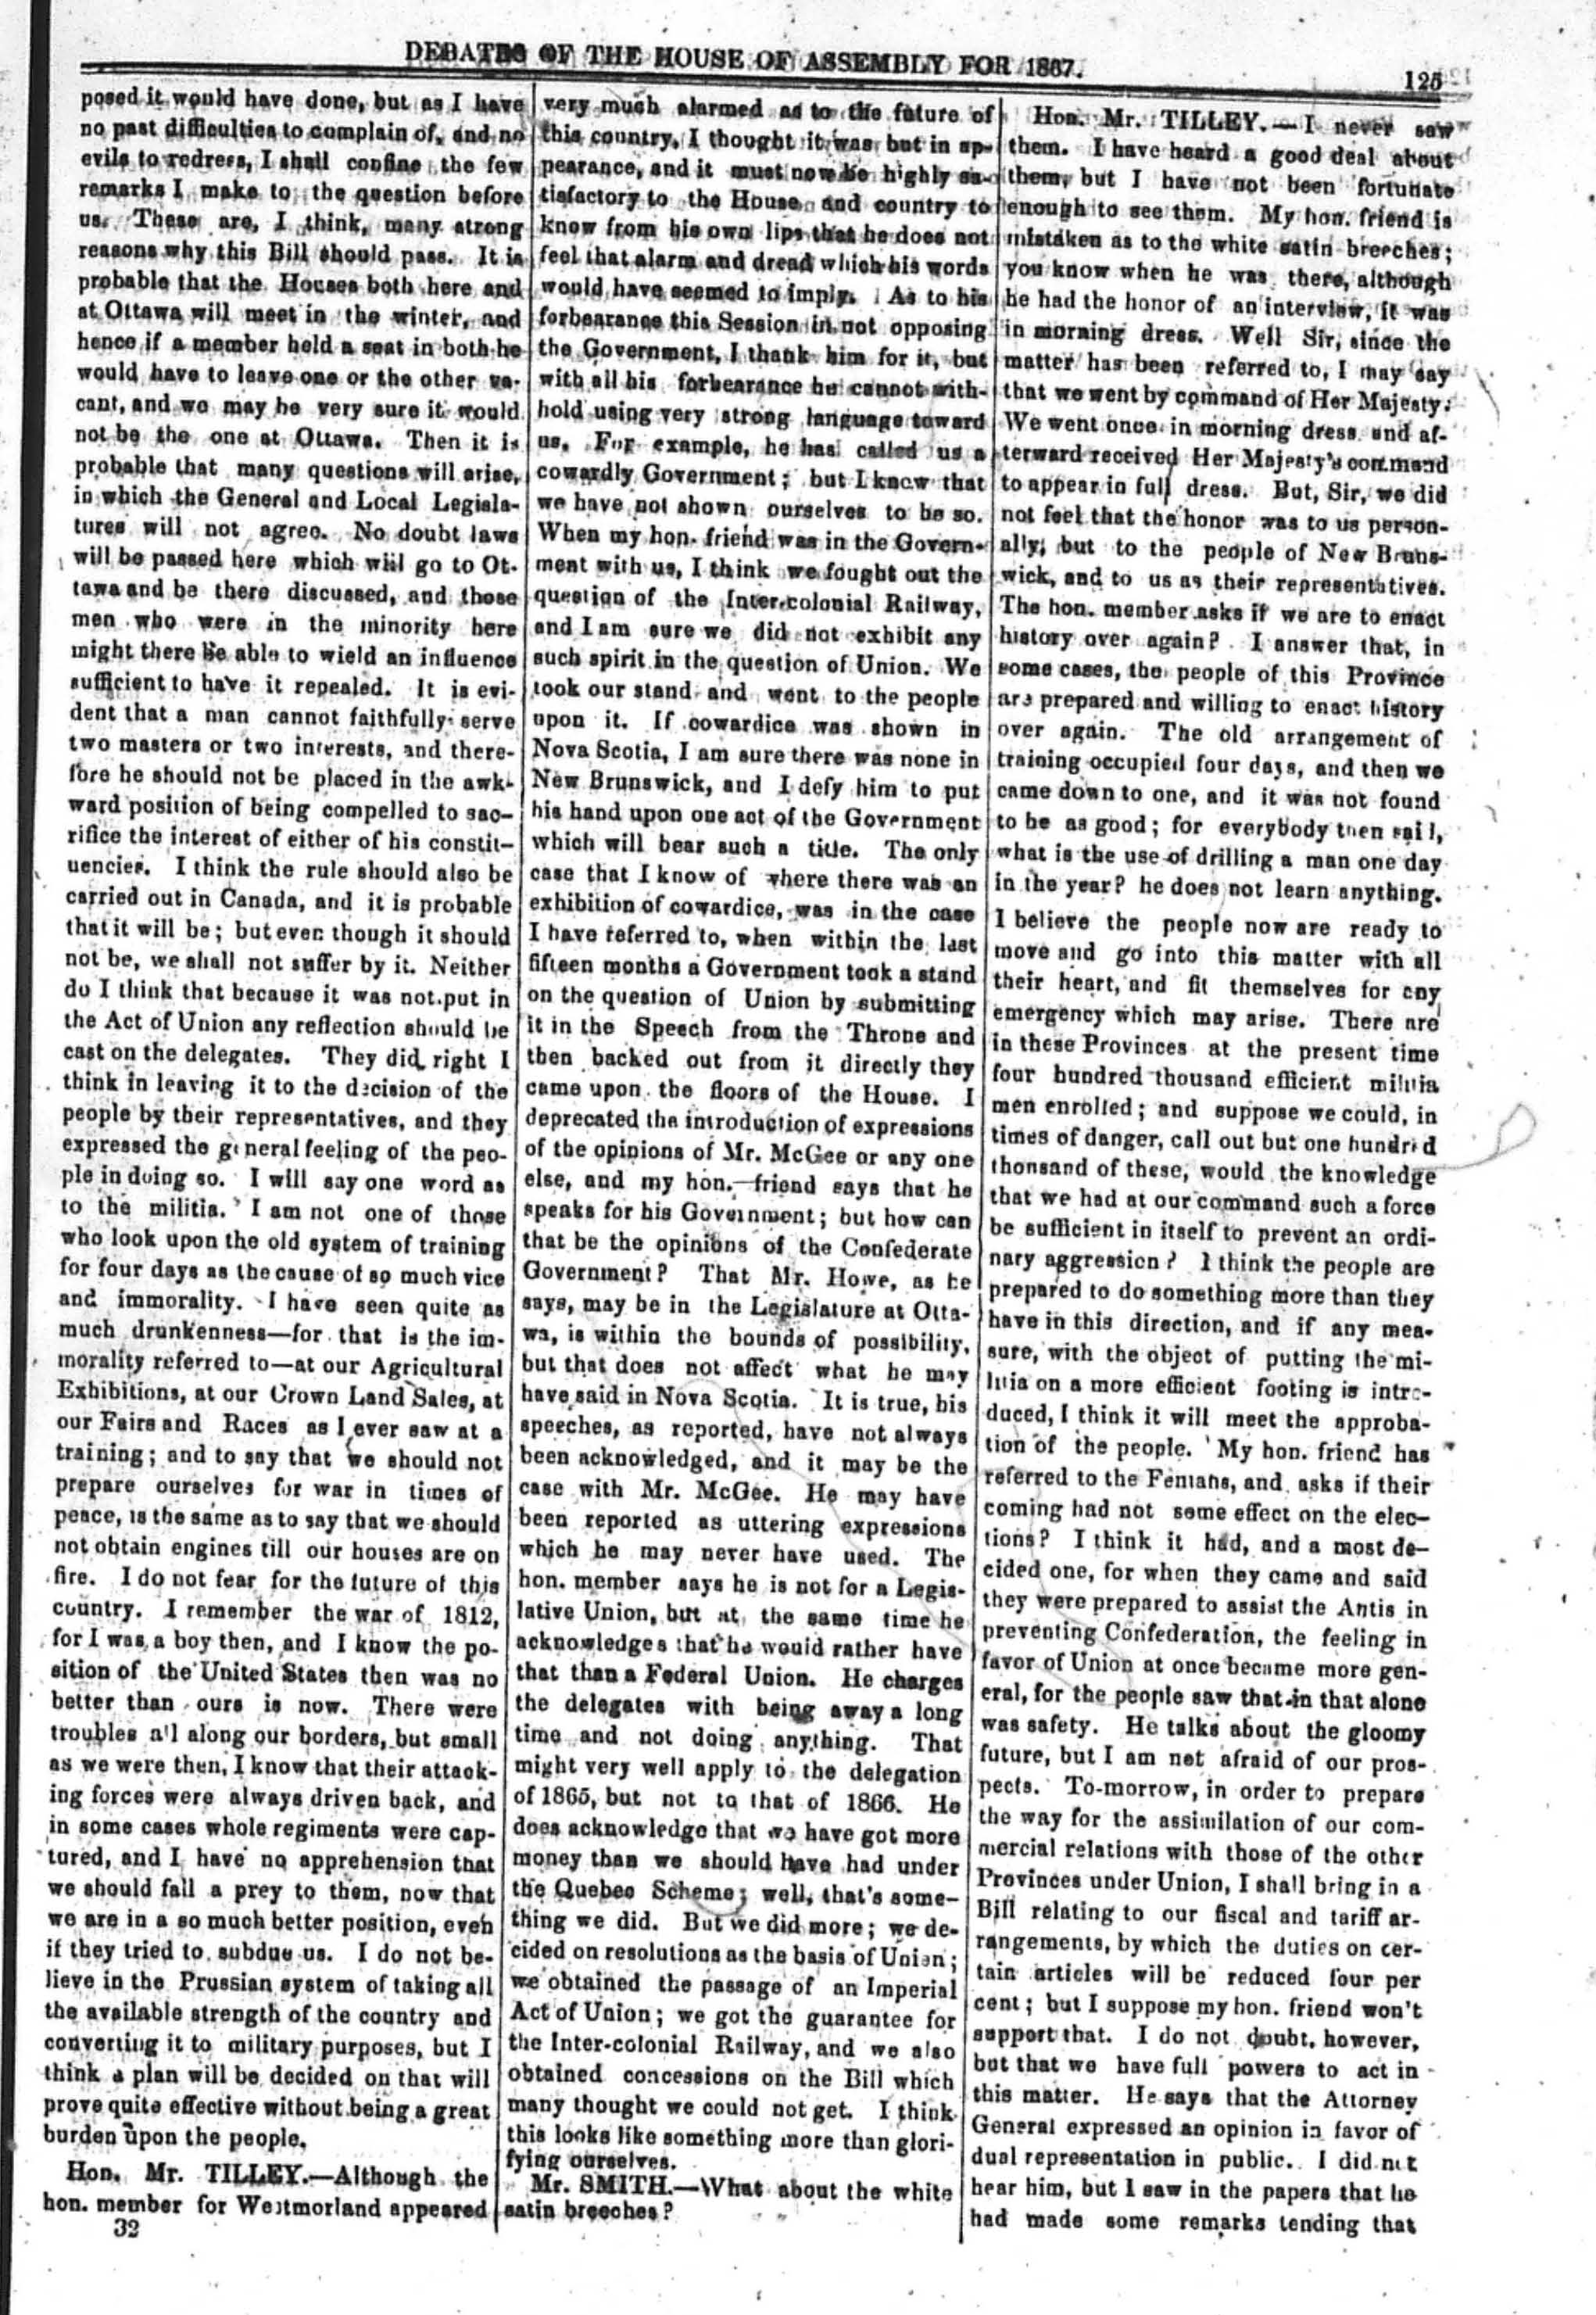 DEBATES OF THE HOUSE OF ASSEMBLY FOR 1867.
125
posed it would have done, but as I have
no past difficulties to complain of, and no
evils to redress, I shall confine the few
remarks I make to the question before
us. These are, I think, many strong
reasons why this Bill should pass. It is
probable that the Houses both here and
at Ottawa will meet in the winter, and
hence if a member held a seat in both he
would have to leave one or the other va-
cant, and we may be very sure it would
not be the one at Ottawa. Then it is
probable that many questions will arise,
in which the General and Local Legisla-
tures will not agree. No doubt laws
will be passed here which will go to Ot-
tawa and be there discussed, and those
men who were in the minority here
might there be able to wield an influence
sufficient to have it repealed. It is evi-
dent that a man cannot faithfully serve
two masters or two interests, and there-
fore he should not be placed in the awk-
ward position of being compelled to sac-
rifice the interest of either of his constit-
uencies. I think the rule should also be
carried out in Canada, and it is probable
that it will be; but even though it should
not be, we shall not suffer by it. Neither
do I think that because it was not put in
the Act of Union any reflection should be
cast on the delegates. They did right I
think in leaving it to the decision of the
people by their representatives, and they
expressed the general feeling of the peo-
ple in doing so. I will say one word as
to the militia. I am not one of those
who look upon the old system of training
for four days as the cause of so much vice
and immorality. I have seen quite as
much drunkenness—for that is the im-
morality referred to—at our Agricultural
Exhibitions, at our Crown Land Sales, at
our Fairs and Races as I ever saw at a
training; and to say that we should not
prepare ourselves for war in times of
peace, is the same as to say that we should
not obtain engines till our houses are on
fire. I do not fear for the future of this
country. I remember the war of 1812,
for I was a boy then, and I know the po-
sition of the United States then was no
better than ours is now. There were
troubles a'l along our borders, but small
as we were then, I know that their attack-
ing forces were always driven back, and
in some cases whole regiments were cap-
tured, and I have no apprehension that
we should fall a prey to them, now that
we are in a so much better position, even
if they tried to subdue us. I do not be-
lieve in the Prussian system of taking all
the available strength of the country and
converting it to military purposes, but I
think a plan will be decided on that will
prove quite effective without being a great
burden upon the people.
Hon. Mr. TILLEY.—Although the
hon. member for Westmorland appeared
32
very much alarmed as to the future of
this country, I thought it was but in ap-
pearance, and it must now be highly sa-
tisfactory to the House and country to
know from his own lips that he does not
feel that alarm and dread which his words
would have seemed to imply. As to his
forbearance this Session in not opposing
the Government, I thank him for it, but
with all his forbearance he cannot with-
hold using very strong language toward
us. For example, he has called us a
cowardly Government; but I know that
we have not shown ourselves to be so.
When my hon. friend was in the Govern-
ment with us, I think we fought out the
question of the Inter-colonial Railway,
and I am sure we did not exhibit any
such spirit in the question of Union. We
took our stand and went to the people
upon it. If cowardice was shown in
Nova Scotia, I am sure there was none in
New Brunswick, and I defy him to put
his hand upon one act of the Government
which will bear such a title. The only
case that I know of where there was an
exhibition of cowardice, was in the case
I have referred to, when within the last
fifteen months a Government took a stand
on the question of Union by submitting
it in the Speech from the Throne and
then backed out from it directly they
came upon the floors of the House. I
deprecated the introduction of expressions
of the opinions of Mr. McGee or any one
else, and my hon. friend says that he
speaks for his Government; but how can
that be the opinions of the Confederate
Government? That Mr. Howe, as he
says, may be in the Legislature at Otta-
wa, is within the bounds of possibility,
but that does not affect what he may
have said in Nova Scotia. It is true, his
speeches, as reported, have not always
been acknowledged, and it may be the
case with Mr. McGee. He may have
been reported as uttering expressions
which he may never have used. The
hon. member says he is not for a Legis-
lative Union, but at the same time he
acknowledges that he would rather have
that than a Federal Union. He charges
the delegates with being away a long
time and not doing anything. That
might very well apply to the delegation
of 1865, but not to that of 1866. He
does acknowledge that we have got more
money than we should have had under
the Quebec Scheme; well, that's some-
thing we did. But we did more; we de-
cided on resolutions as the basis of Union;
we obtained the passage of an Imperial
Act of Union; we got the guarantee for
the Inter-colonial Railway, and we also
obtained concessions on the Bill which
many thought we could not get. I think
this looks like something more than glori-
fying ourselves.
Mr. SMITH.—What about the white
satin breeches?
Hon. Mr. TILLEY.—I never saw
them. I have heard a good deal about
them, but I have not been fortunate
enough to see them. My hon. friend is
mistaken as to the white satin breeches;
you know when he was there, although
he had the honor of an interview, it was
in morning dress. Well Sir, since the
matter has been referred to, I may say
that we went by command of Her Majesty.
We went once in morning dress and af-
terward received Her Majesty's command
to appear in full dress. But, Sir, we did
not feel that the honor was to us person-
ally, but to the people of New Bruns-
wick, and to us as their representatives.
The hon. member asks if we are to enact
history over again? I answer that, in
some cases, the people of this Province
are prepared and willing to enact history
over again. The old arrangement of
training occupied four days, and then we
came down to one, and it was not found
to be as good; for everybody then said,
what is the use of drilling a man one day
in the year? he does not learn anything.
I believe the people now are ready to
move and go into this matter with all
their heart, and fit themselves for any
emergency which may arise. There are
in these Provinces at the present time
four hundred thousand efficient militia
men enrolled; and suppose we could, in
times of danger, call out but one hundred
thousand of these, would the knowledge
that we had at our command such a force
be sufficient in itself to prevent an ordi-
nary aggression? I think the people are
prepared to do something more than they
have in this direction, and if any mea-
sure, with the object of putting the mi-
litia on a more efficient footing is intro-
duced, I think it will meet the approba-
tion of the people. My hon. friend has
referred to the Fenians, and asks if their
coming had not some effect on the elec-
tions? I think it had, and a most de-
cided one, for when they came and said
they were prepared to assist the Antis in
preventing Confederation, the feeling in
favor of Union at once became more gen-
eral, for the people saw that in that alone
was safety. He talks about the gloomy
future, but I am not afraid of our pros-
pects. To-morrow, in order to prepare
the way for the assimilation of our com-
mercial relations with those of the other
Provinces under Union, I shall bring in a
Bill relating to our fiscal and tariff ar-
rangements, by which the duties on cer-
tain articles will be reduced four per
cent; but I suppose my hon. friend won't
support that. I do not doubt, however,
but that we have full powers to act in
this matter. He says that the Attorney
General expressed an opinion in favor of
dual representation in public. I did not
hear him, but I saw in the papers that he
had made some remarks tending that